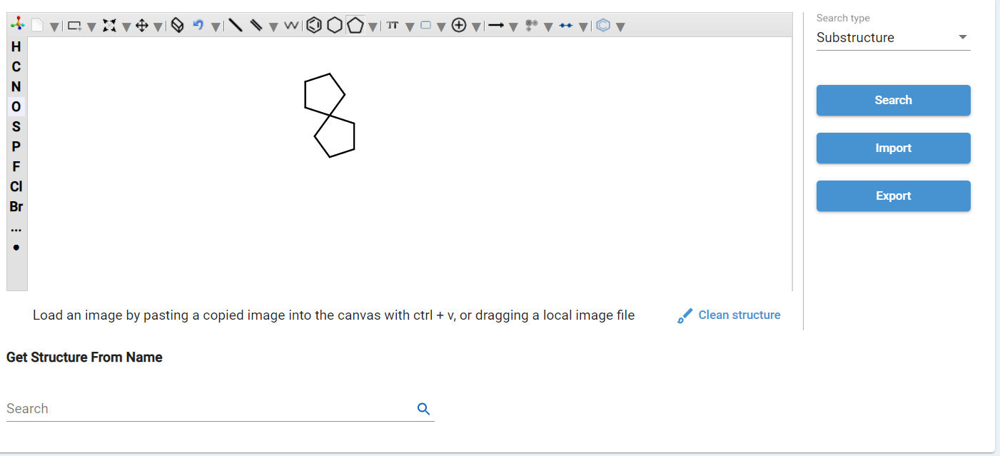 Search type
Substructure
TT
H
C
N
O
S
P
F
Cl
Br
...
Search
Import
Export
Load an image by pasting a copied image into the canvas with ctrl + v, or dragging a local image file
Clean structure
Get Structure From Name
Search